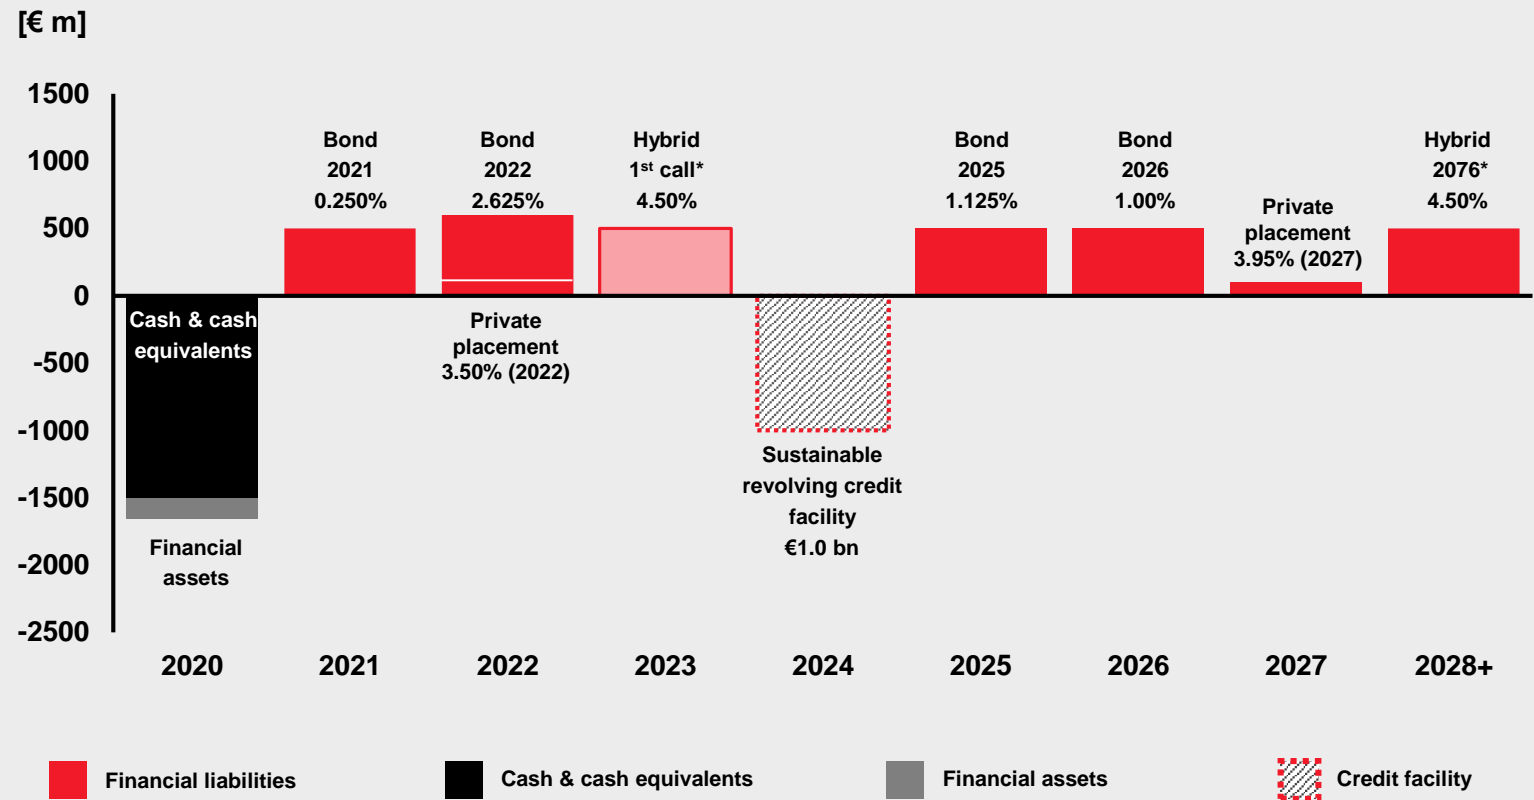 [€ m]
1500
1000
500
0
-500
-1000
-1500
-2000
-2500
Bond
2021
0.250%
Bond
2022
2.625%
Hybrid
1st call*
4.50%
Bond
2025
1.125%
Bond
2026
1.00%
Private
placement
3.95% (2027)
Hybrid
2076*
4.50%
Cash & cash
equivalents
Financial
assets
Private
placement
3.50% (2022)
Sustainable
revolving credit
facility
€1.0 bn
2020
2021
2022
2023
2024
2025
2026
2027
2028+
Financial liabilities
Cash & cash equivalents
Financial assets
Credit facility